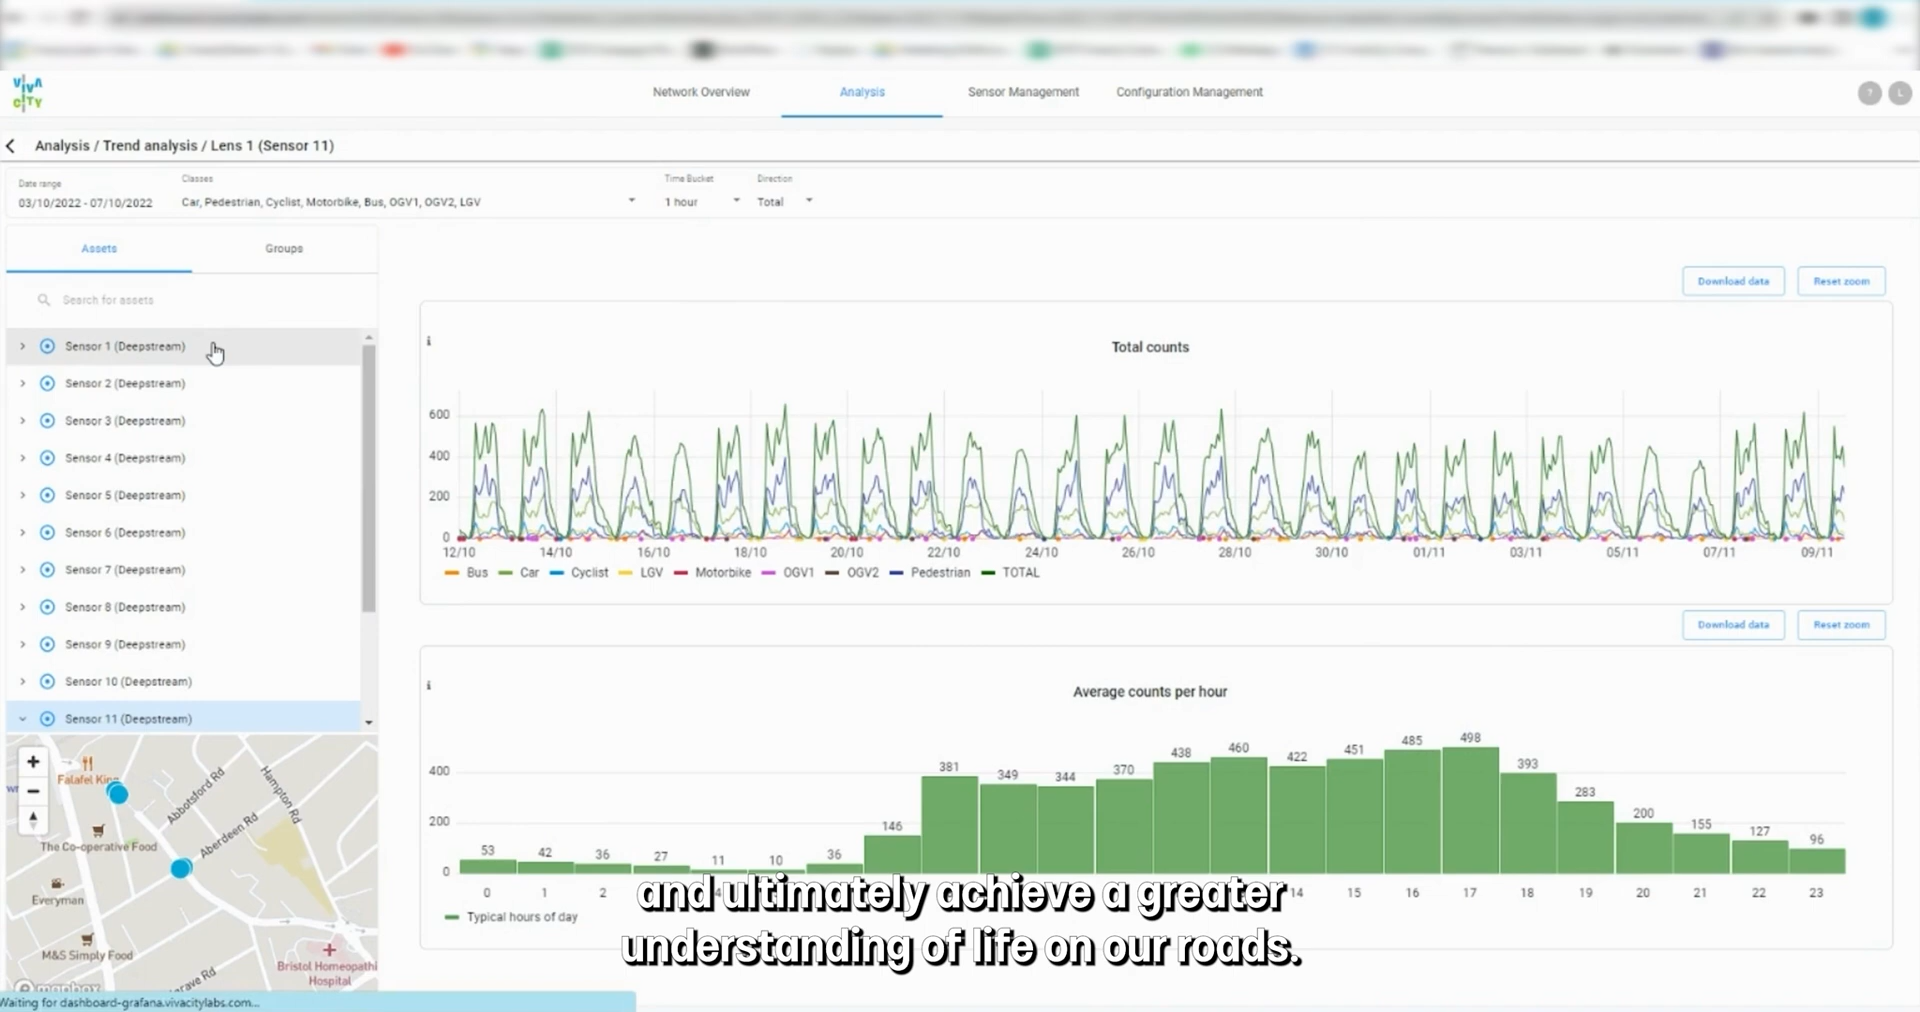 VIVA
CITY
Network Overview
Analysis
Sensor Management
Configuration Management
?
L
Analysis / Trend analysis / Lens 1 (Sensor 11)
Date range
03/10/2022 - 07/10/2022
Classes
Car, Pedestrian, Cyclist, Motorbike, Bus, OGV1, OGV2, LGV
Time Bucket
1 hour
Direction
Total
Assets
Groups
Search for assets
Sensor 1 (Deepstream)
Sensor 2 (Deepstream)
Sensor 3 (Deepstream)
Sensor 4 (Deepstream)
Sensor 5 (Deepstream)
Sensor 6 (Deepstream)
Sensor 7 (Deepstream)
Sensor 8 (Deepstream)
Sensor 9 (Deepstream)
Sensor 10 (Deepstream)
Sensor 11 (Deepstream)
Falafel King
Abbotsford Rd
Hampton Rd
Aberdeen Rd
The Co-operative Food
Everyman
M&S Simply Food
Bristol Homeopathi
Hospital
rave Rd
mapbox
Waiting for dashboard-grafana.vivacitylabs.com...
Download data
Reset zoom
i
Total counts
600
400
200
0
12/10 14/10 16/10 18/10 20/10 22/10 24/10 26/10 28/10 30/10 01/11 03/11 05/11 07/11 09/11
Bus Car Cyclist LGV Motorbike OGV1 OGV2 Pedestrian TOTAL
Download data
Reset zoom
i
Average counts per hour
400
200
0
53 42 36 27 11 10 36 146 381 349 344 370 438 460 422 451 485 498 393 283 200 155 127 96
0 1 2 14 15 16 17 18 19 20 21 22 23
Typical hours of day
and ultimately achieve a greater
understanding of life on our roads.